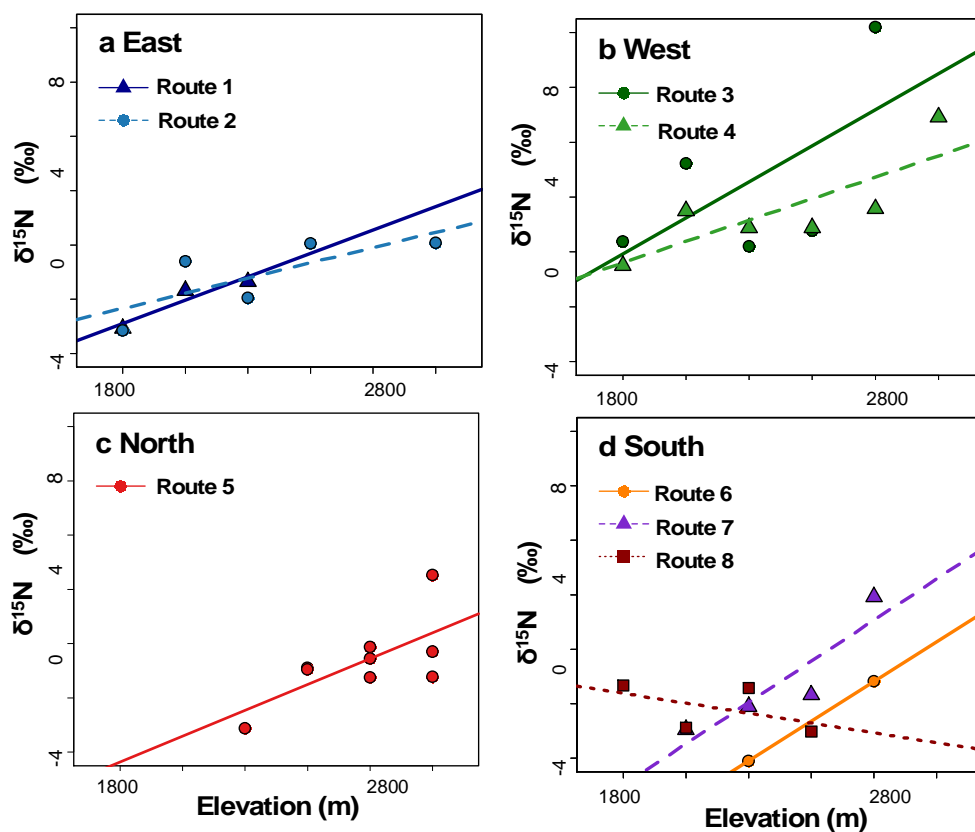 a East
Route 1
Route 2
δ¹⁵N (‰)
8
4
0
-4
1800
2800
b West
Route 3
Route 4
δ¹⁵N (‰)
8
4
0
-4
1800
2800
c North
Route 5
δ¹⁵N (‰)
8
4
0
-4
1800
2800
Elevation (m)
d South
Route 6
Route 7
Route 8
δ¹⁵N (‰)
8
4
0
-4
1800
2800
Elevation (m)